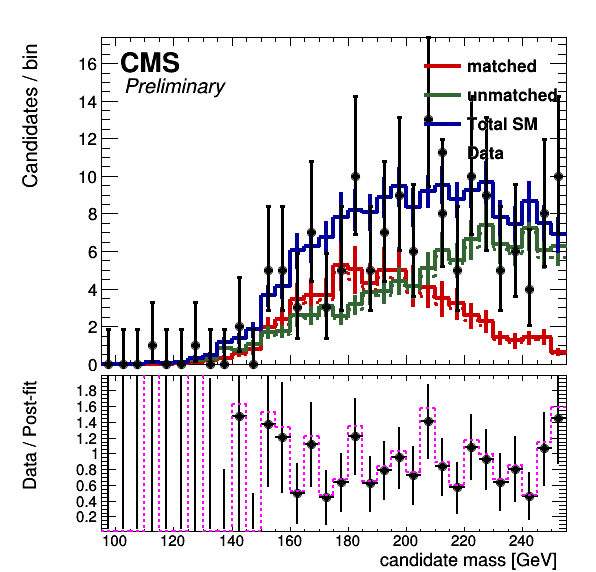 CMS
Preliminary
matched
unmatched
Total SM
Data
Candidates / bin
16
14
12
10
8
6
4
2
0
Data / Post-fit
1.8
1.6
1.4
1.2
1
0.8
0.6
0.4
0.2
100 120 140 160 180 200 220 240
candidate mass [GeV]